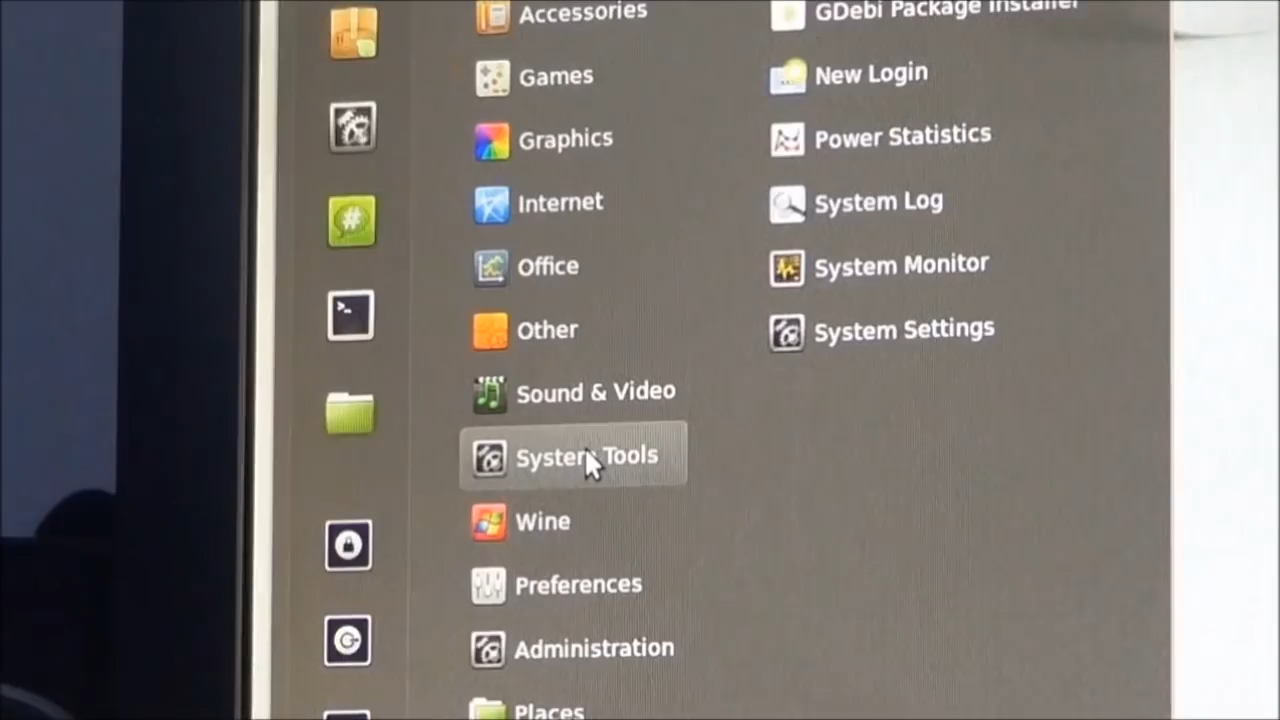 Accessories
Games
Graphics
Internet
Office
Other
Sound & Video
System Tools
Wine
Preferences
Administration
Places
GDebi Package Installer
New Login
Power Statistics
System Log
System Monitor
System Settings